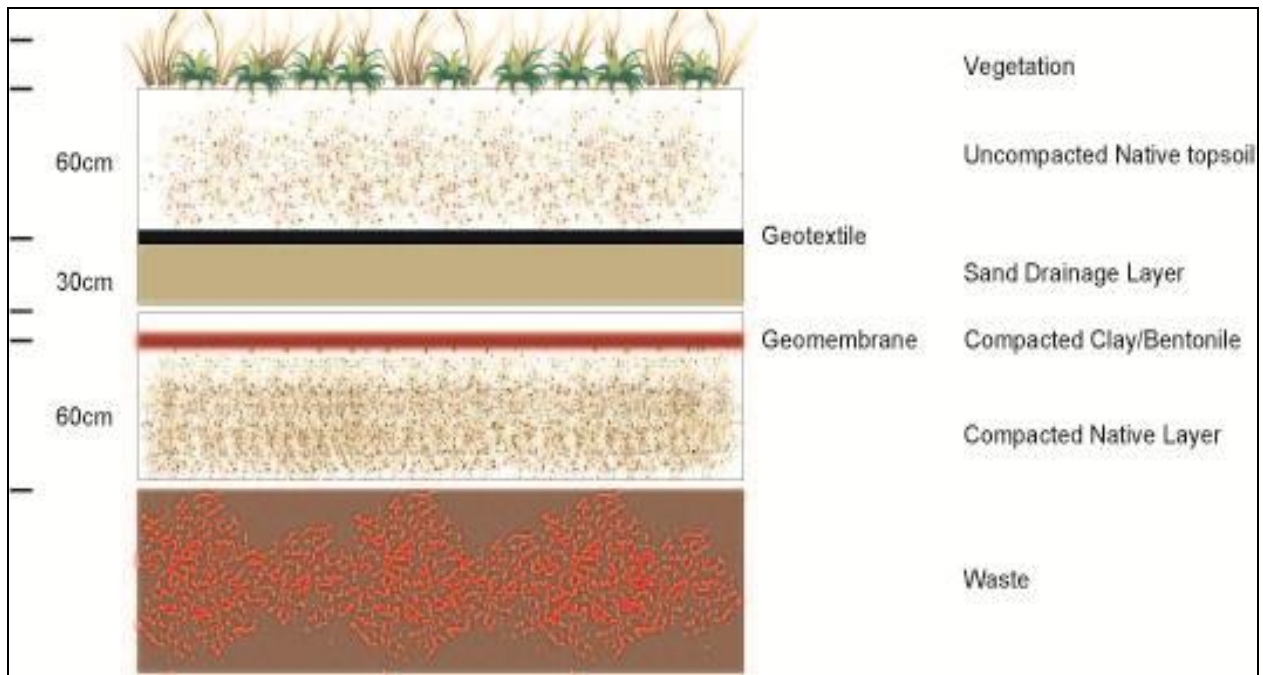 Vegetation
60cm
Uncompacted Native topsoil
Geotextile
30cm
Sand Drainage Layer
Geomembrane
Compacted Clay/Bentonile
60cm
Compacted Native Layer
Waste